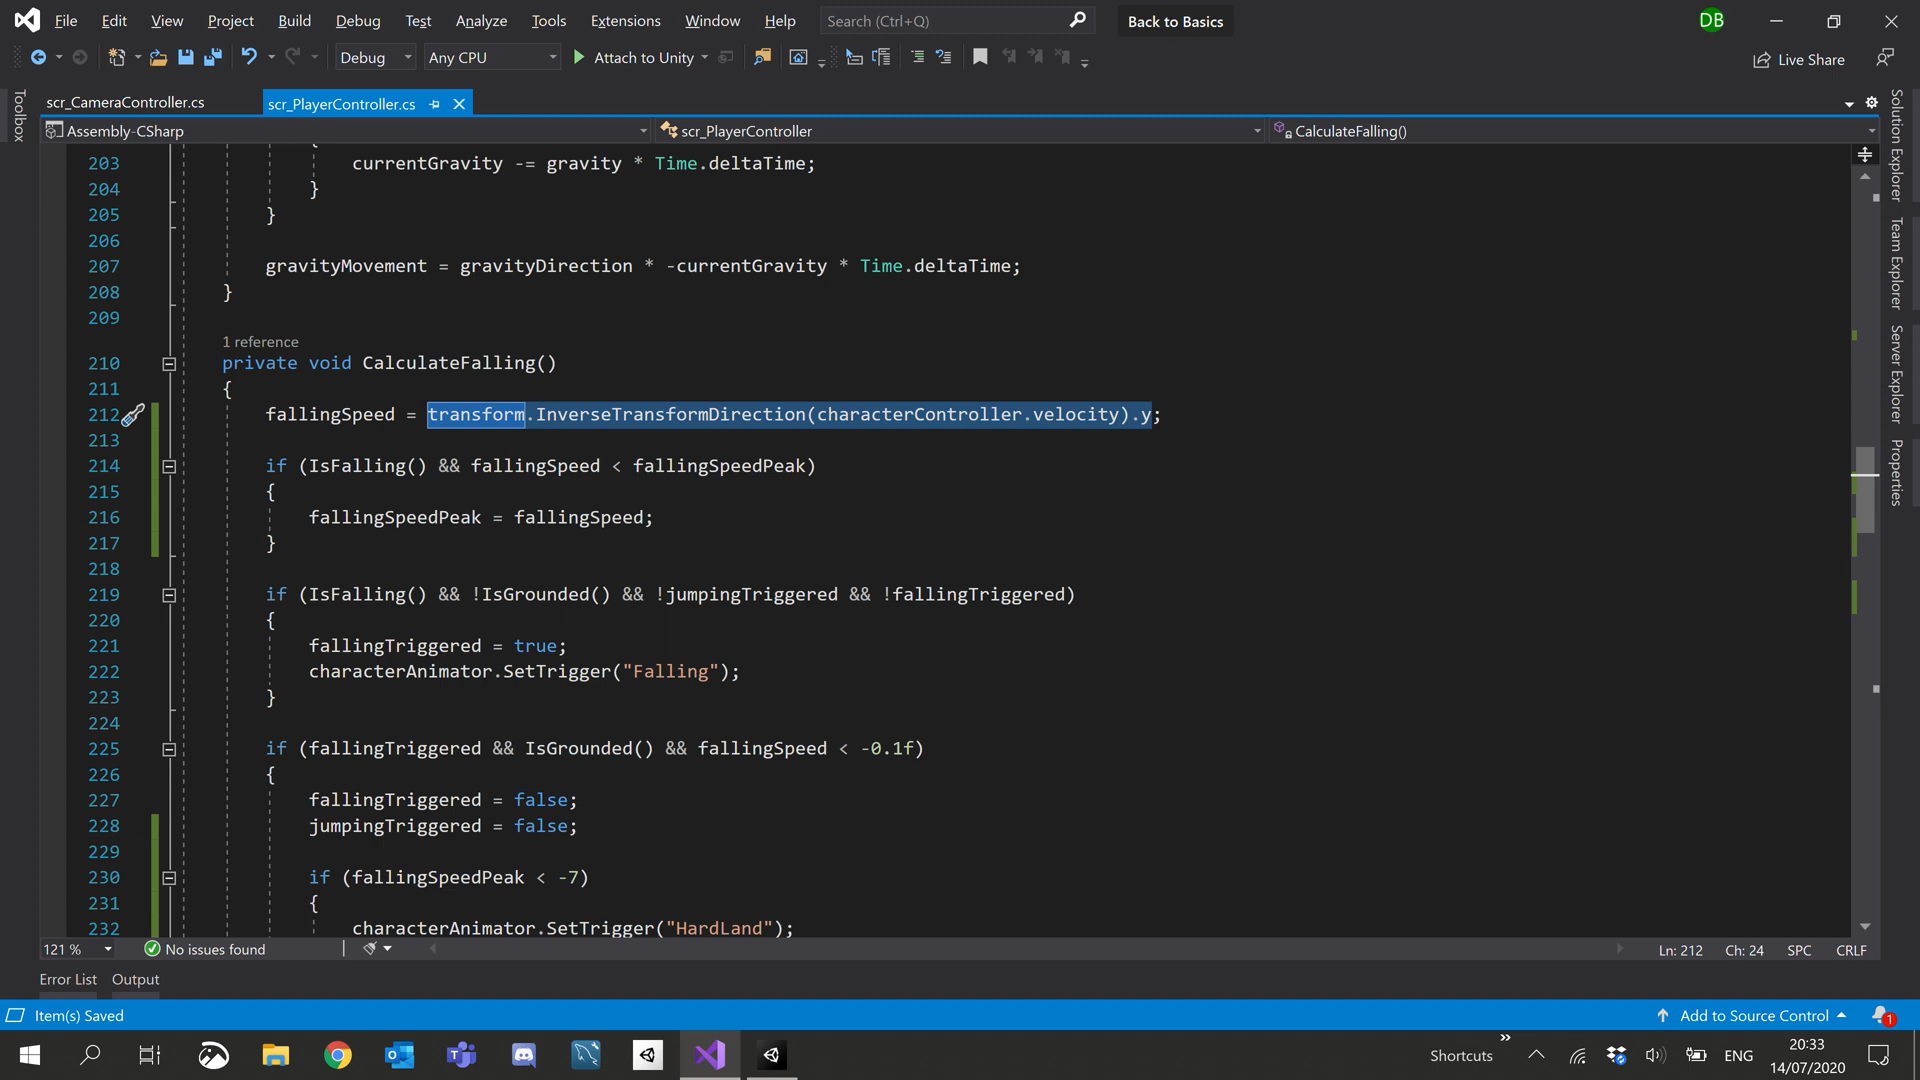 File Edit View Project Build Debug Test Analyze Tools Extensions Window Help Search (Ctrl+Q) Back to Basics DB
Debug Any CPU Attach to Unity Live Share
Toolbox
scr_CameraController.cs scr_PlayerController.cs
Assembly-CSharp scr_PlayerController CalculateFalling()
203 currentGravity -= gravity * Time.deltaTime;
204 }
205 }
206
207 gravityMovement = gravityDirection * -currentGravity * Time.deltaTime;
208 }
209
1 reference
210 private void CalculateFalling()
211 {
212 fallingSpeed = transform.InverseTransformDirection(characterController.velocity).y;
213
214 if (IsFalling() && fallingSpeed < fallingSpeedPeak)
215 {
216 fallingSpeedPeak = fallingSpeed;
217 }
218
219 if (IsFalling() && !IsGrounded() && !jumpingTriggered && !fallingTriggered)
220 {
221 fallingTriggered = true;
222 characterAnimator.SetTrigger("Falling");
223 }
224
225 if (fallingTriggered && IsGrounded() && fallingSpeed < -0.1f)
226 {
227 fallingTriggered = false;
228 jumpingTriggered = false;
229
230 if (fallingSpeedPeak < -7)
231 {
232 characterAnimator.SetTrigger("HardLand");
Solution Explorer
Team Explorer
Server Explorer
Properties
121 % No issues found Ln: 212 Ch: 24 SPC CRLF
Error List Output
Item(s) Saved Add to Source Control 1
Shortcuts ENG 20:33
14/07/2020